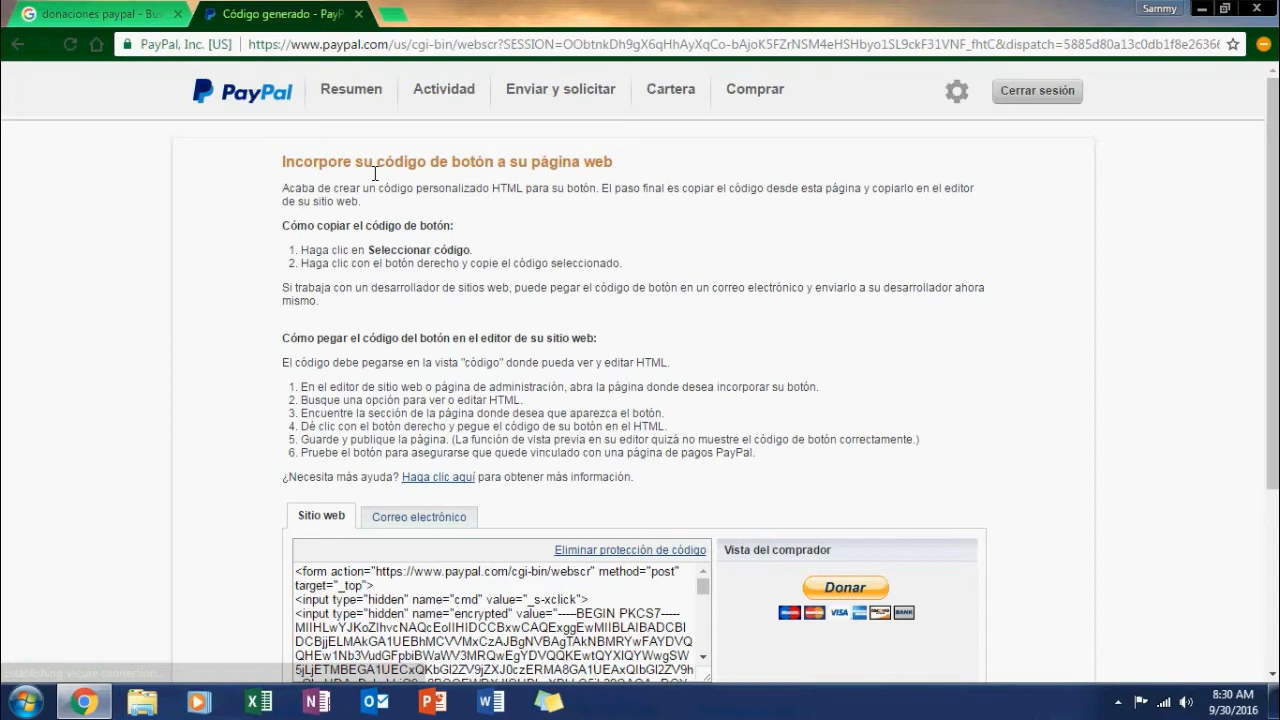 donaciones paypal - Bus
Código generado - PayP
Sammy
PayPal, Inc. [US]
https://www.paypal.com/us/cgi-bin/webscr?SESSION=
PayPal
Resumen
Actividad
Enviar y solicitar
Cartera
Comprar
Cerrar sesión
Incorpore su código de botón a su página web
Acaba de crear un código personalizado HTML para su botón. El paso final es copiar el código desde esta página y copiarlo en el editor
de su sitio web.
Cómo copiar el código de botón:
1. Haga clic en Seleccionar código.
2. Haga clic con el botón derecho y copie el código seleccionado.
Si trabaja con un desarrollador de sitios web, puede pegar el código de botón en un correo electrónico y enviarlo a su desarrollador ahora
mismo.
Cómo pegar el código del botón en el editor de su sitio web:
El código debe pegarse en la vista "código" donde pueda ver y editar HTML.
1. En el editor de sitio web o página de administración, abra la página donde desea incorporar su botón.
2. Busque una opción para ver o editar HTML.
3. Encuentre la sección de la página donde desea que aparezca el botón.
4. Dé clic con el botón derecho y pegue el código de su botón en el HTML.
5. Guarde y publique la página. (La función de vista previa en su editor quizá no muestre el código de botón correctamente.)
6. Pruebe el botón para asegurarse que quede vinculado con una página de pagos PayPal.
¿Necesita más ayuda? Haga clic aquí para obtener más información.
Sitio web
Correo electrónico
Eliminar protección de código
Vista del comprador
<form action="https://www.paypal.com/cgi-bin/webscr" method="post"
target="_top">
<input type="hidden" name="cmd" value="_s-xclick">
<input type="hidden" name="encrypted" value="-----BEGIN PKCS7-----
Donar
VISA
BANK
Establishing secure connection...
8:30 AM
9/30/2016